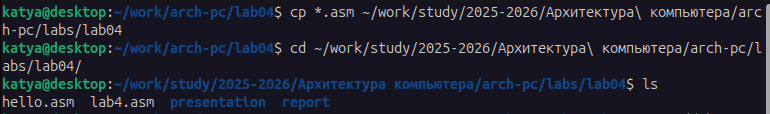 katya@desktop:~/work/arch-pc/lab04$ cp *.asm ~/work/study/2025-2026/Архитектура\ компьютера/arc
h-pc/labs/lab04
katya@desktop:~/work/arch-pc/lab04$ cd ~/work/study/2025-2026/Архитектура\ компьютера/arch-pc/l
abs/lab04/
katya@desktop:~/work/study/2025-2026/Архитектура компьютера/arch-pc/labs/lab04$ ls
hello.asm  lab4.asm  presentation  report